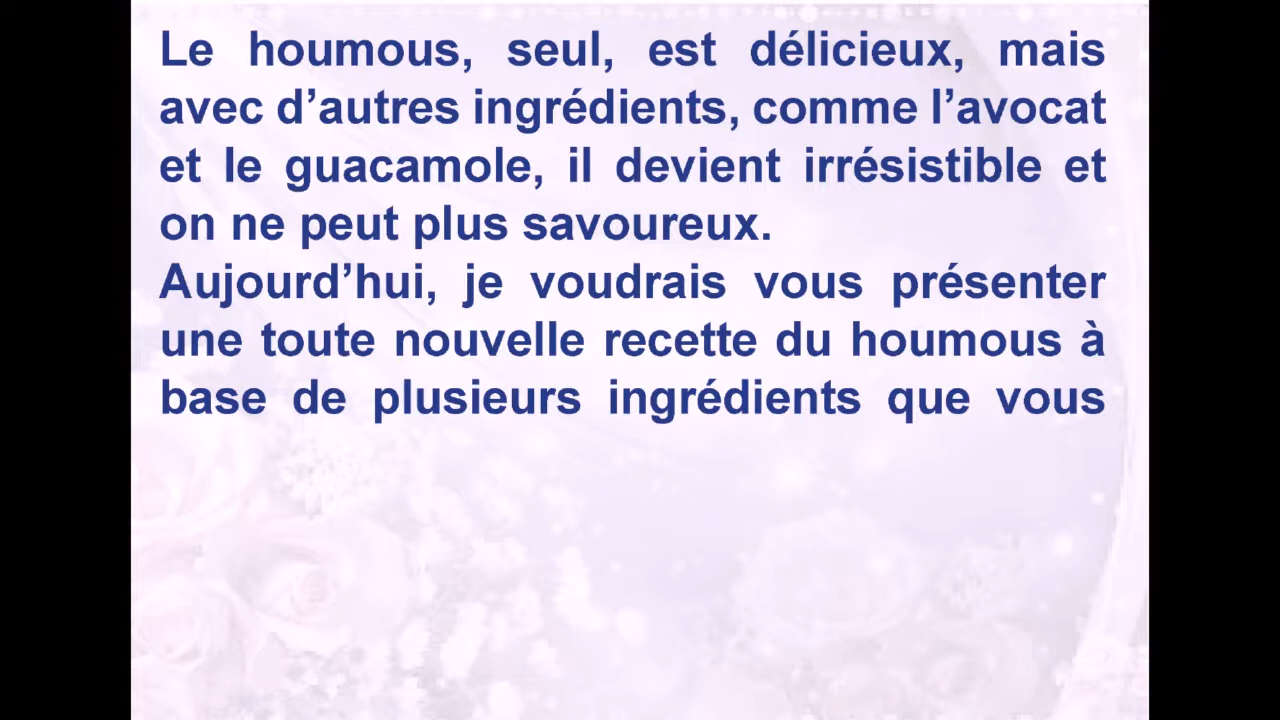 Le houmous, seul, est délicieux, mais
avec d’autres ingrédients, comme l’avocat
et le guacamole, il devient irrésistible et
on ne peut plus savoureux.
Aujourd’hui, je voudrais vous présenter
une toute nouvelle recette du houmous à
base de plusieurs ingrédients que vous